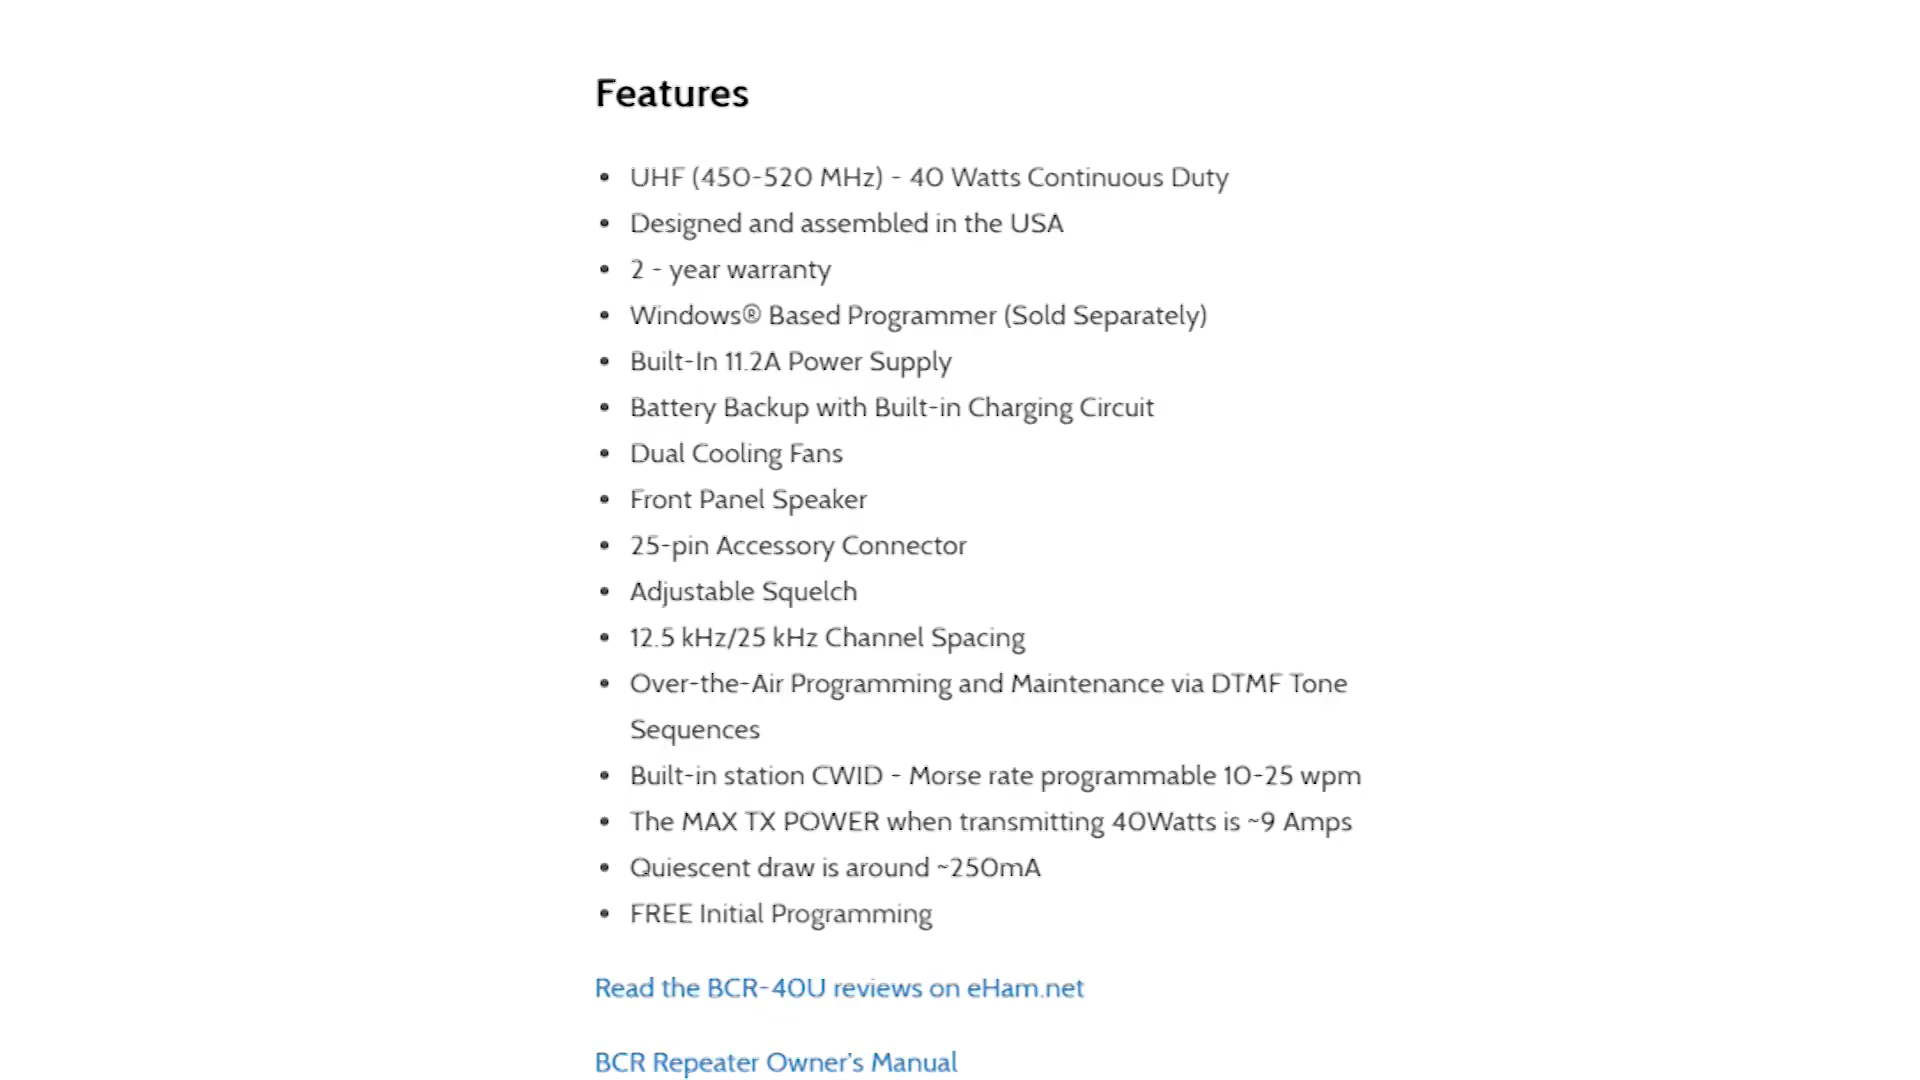 Features
• UHF (450-520 MHz) - 40 Watts Continuous Duty
• Designed and assembled in the USA
• 2 - year warranty
• Windows® Based Programmer (Sold Separately)
• Built-In 11.2A Power Supply
• Battery Backup with Built-in Charging Circuit
• Dual Cooling Fans
• Front Panel Speaker
• 25-pin Accessory Connector
• Adjustable Squelch
• 12.5 kHz/25 kHz Channel Spacing
• Over-the-Air Programming and Maintenance via DTMF Tone
Sequences
• Built-in station CWID - Morse rate programmable 10-25 wpm
• The MAX TX POWER when transmitting 40Watts is ~9 Amps
• Quiescent draw is around ~250mA
• FREE Initial Programming
Read the BCR-40U reviews on eHam.net
BCR Repeater Owner's Manual